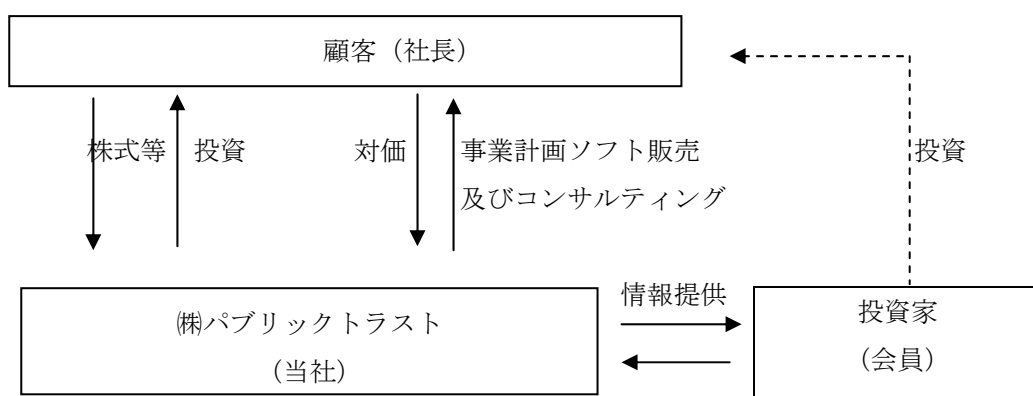 顧客（社長）
株式等
投資
対価
事業計画ソフト販売
及びコンサルティング
投資
㈱パブリックトラスト
（当社）
情報提供
投資家
（会員）